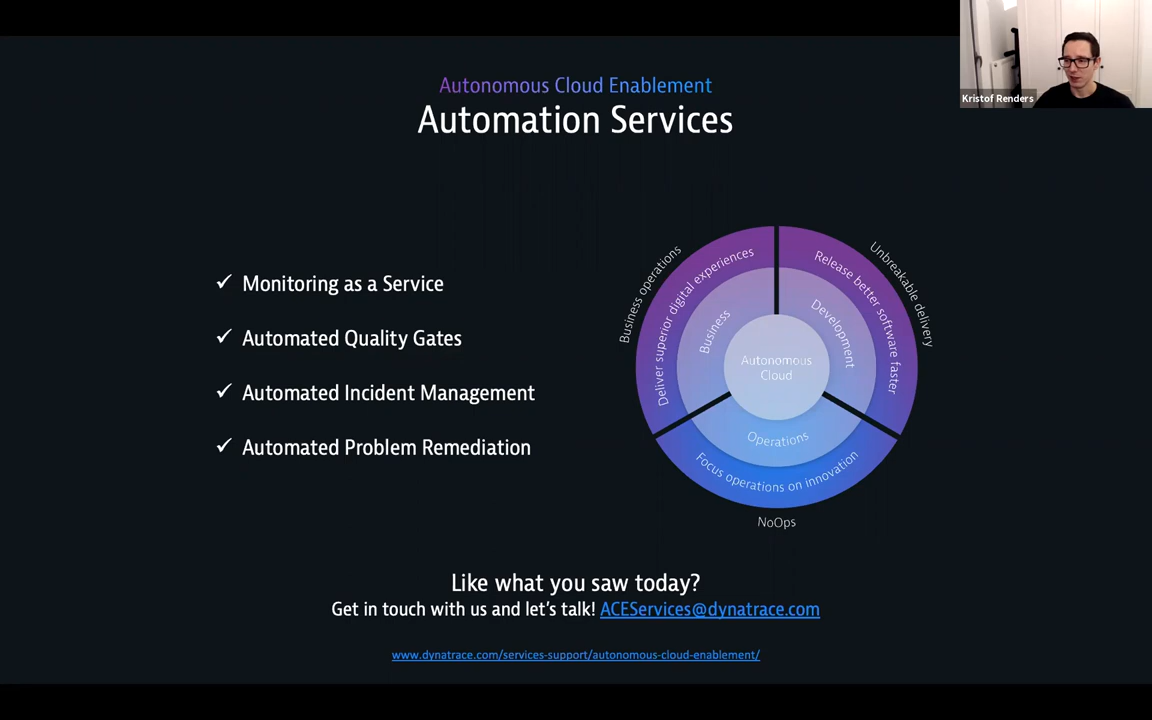 Autonomous Cloud Enablement
Automation Services
Kristof Renders
✓ Monitoring as a Service
✓ Automated Quality Gates
✓ Automated Incident Management
✓ Automated Problem Remediation
Business operations
Deliver superior digital experiences
Business
Unbreakable delivery
Release better software faster
Development
Autonomous
Cloud
Operations
Focus operations on innovation
NoOps
Like what you saw today?
Get in touch with us and let's talk! ACEServices@dynatrace.com
www.dynatrace.com/services-support/autonomous-cloud-enablement/